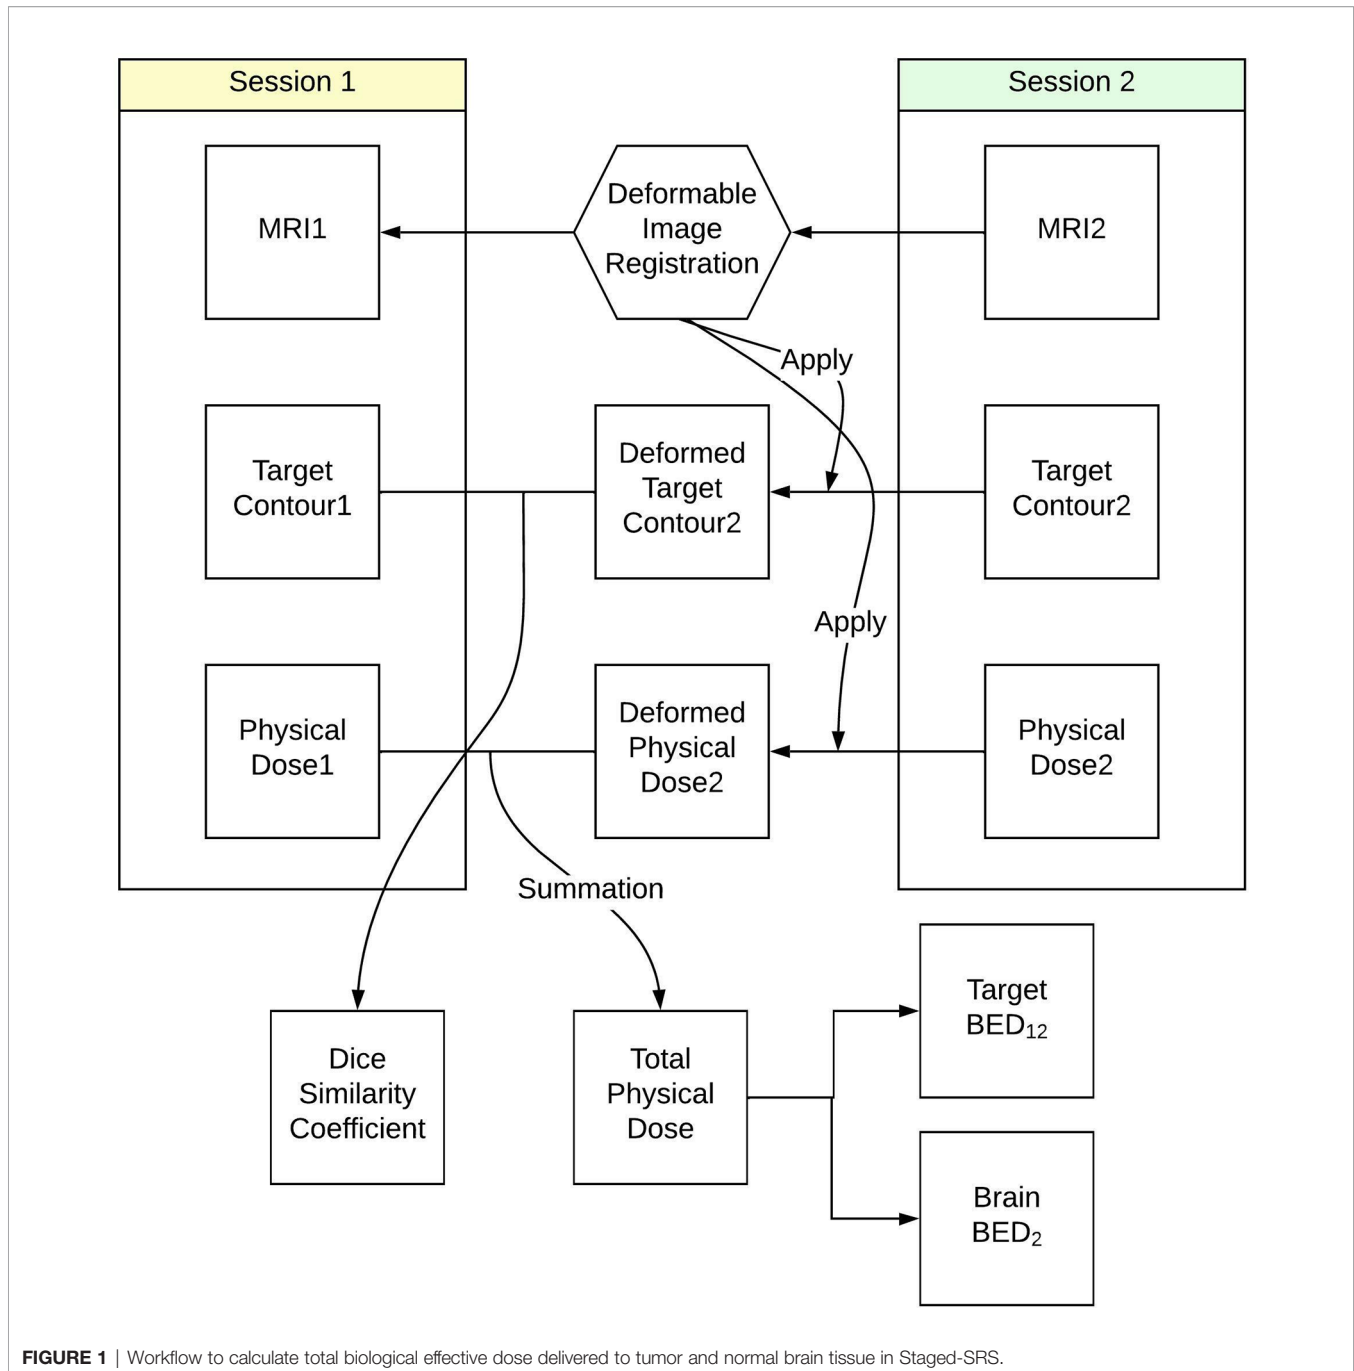 Session 1
Session 2
MRI1
Deformable
Image
Registration
MRI2
Apply
Target
Contour1
Deformed
Target
Contour2
Target
Contour2
Apply
Physical
Dose1
Deformed
Physical
Dose2
Physical
Dose2
Summation
Dice
Similarity
Coefficient
Total
Physical
Dose
Target
BED₁₂
Brain
BED₂
FIGURE 1 | Workflow to calculate total biological effective dose delivered to tumor and normal brain tissue in Staged-SRS.